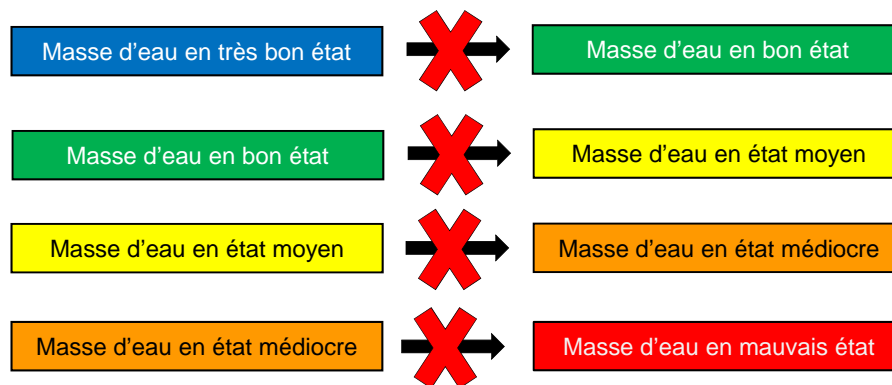 Masse d'eau en très bon état
Masse d'eau en bon état
Masse d'eau en bon état
Masse d'eau en état moyen
Masse d'eau en état moyen
Masse d'eau en état médiocre
Masse d'eau en état médiocre
Masse d'eau en mauvais état